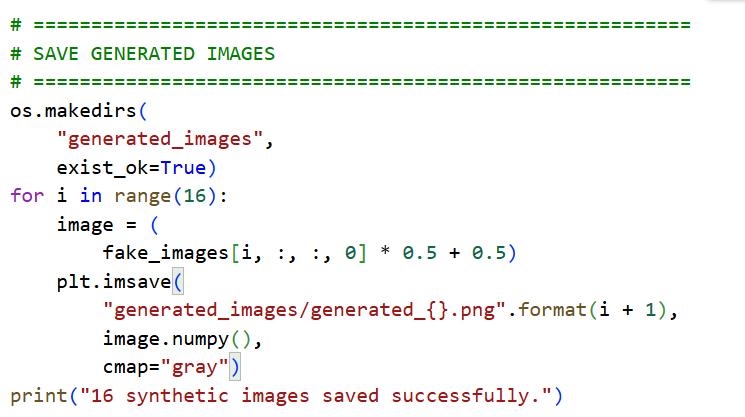 # =========================================================
# SAVE GENERATED IMAGES
# =========================================================
os.makedirs(
    "generated_images",
    exist_ok=True)
for i in range(16):
    image = (
        fake_images[i, :, :, 0] * 0.5 + 0.5)
    plt.imsave(
        "generated_images/generated_{}.png".format(i + 1),
        image.numpy(),
        cmap="gray")
print("16 synthetic images saved successfully.")